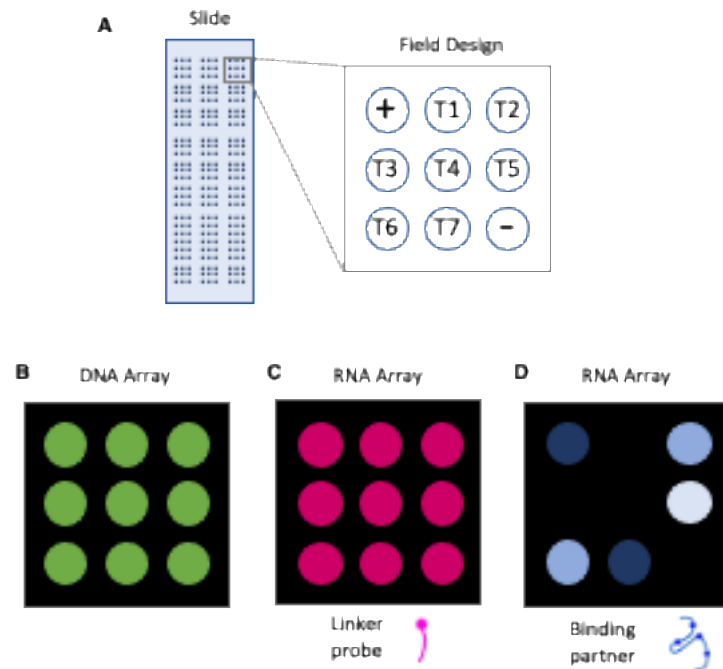 A
Slide
Field Design
+ T1 T2
T3 T4 T5
T6 T7 -
B DNA Array
C RNA Array
D RNA Array
Linker
probe
Binding
partner